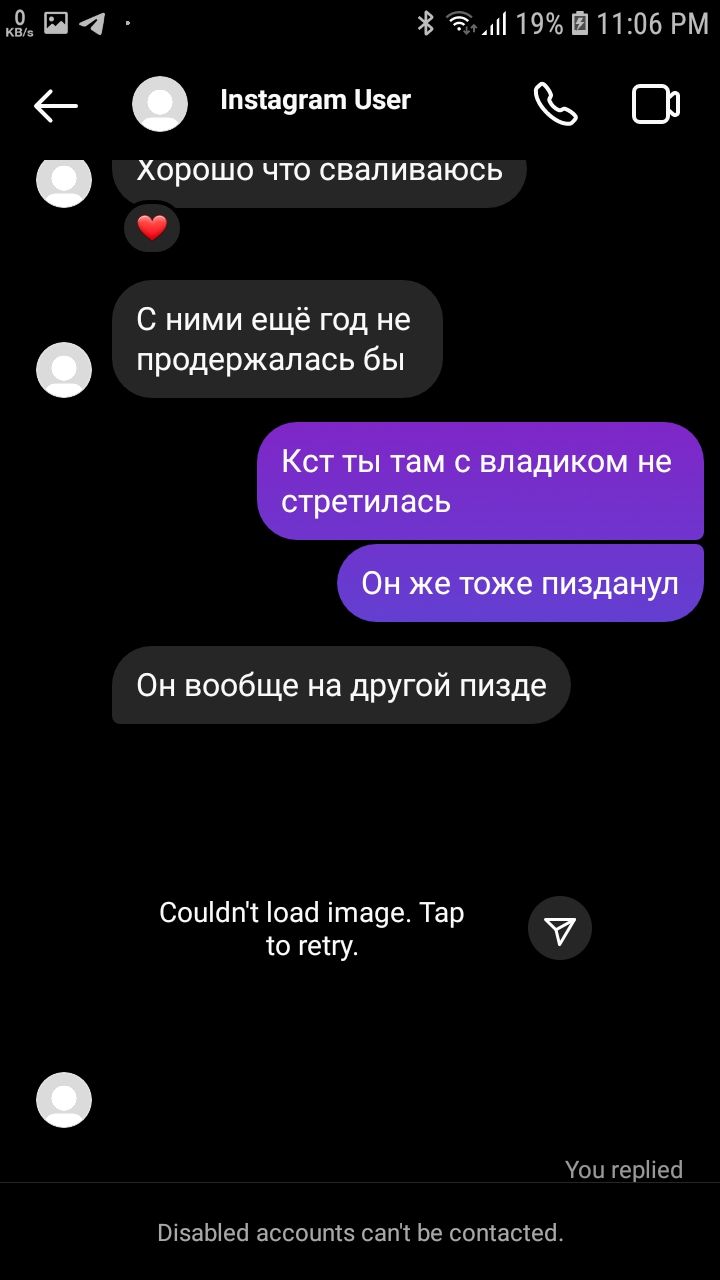 0
KB/s
19%
11:06 PM
Instagram User
Хорошо что сваливаюсь
С ними ещё год не
продержалась бы
Кст ты там с владиком не
стретилась
Он же тоже пизданул
Он вообще на другой пизде
Couldn't load image. Tap
to retry.
You replied
Disabled accounts can't be contacted.